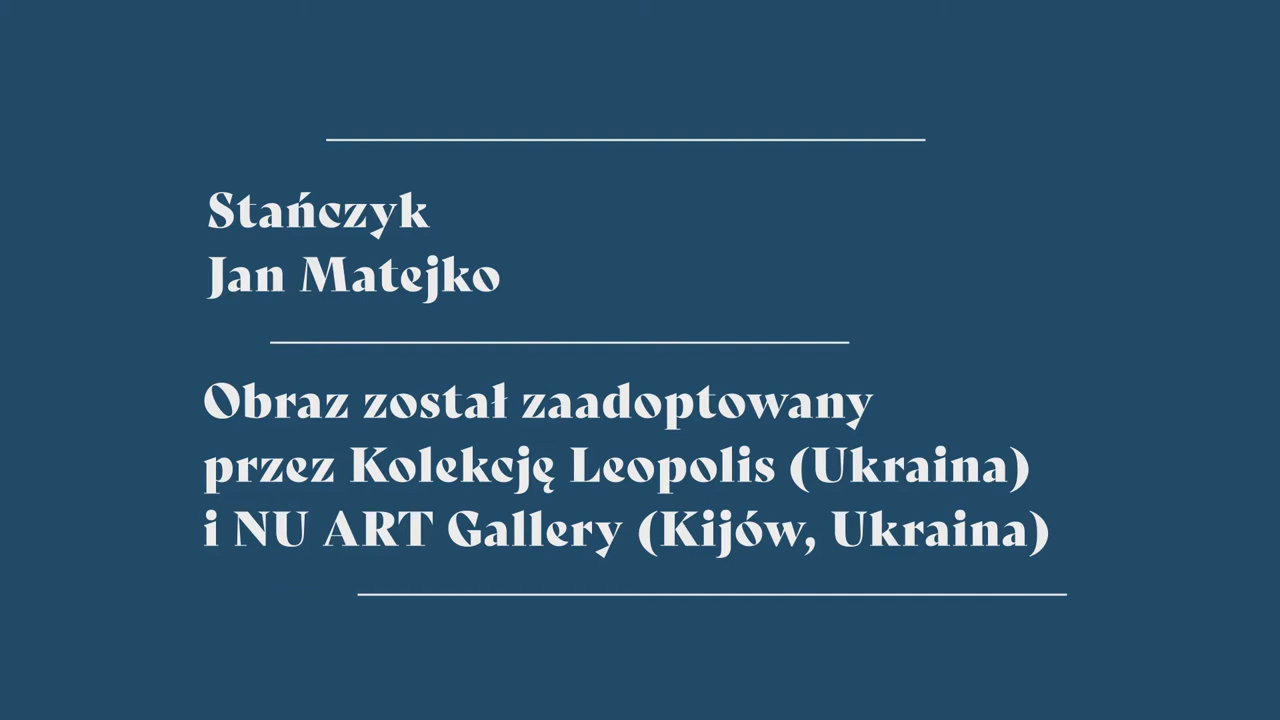 Stańczyk
Jan Matejko
Obraz został zaadoptowany
przez Kolekcję Leopolis (Ukraina)
i NU ART Gallery (Kijów, Ukraina)